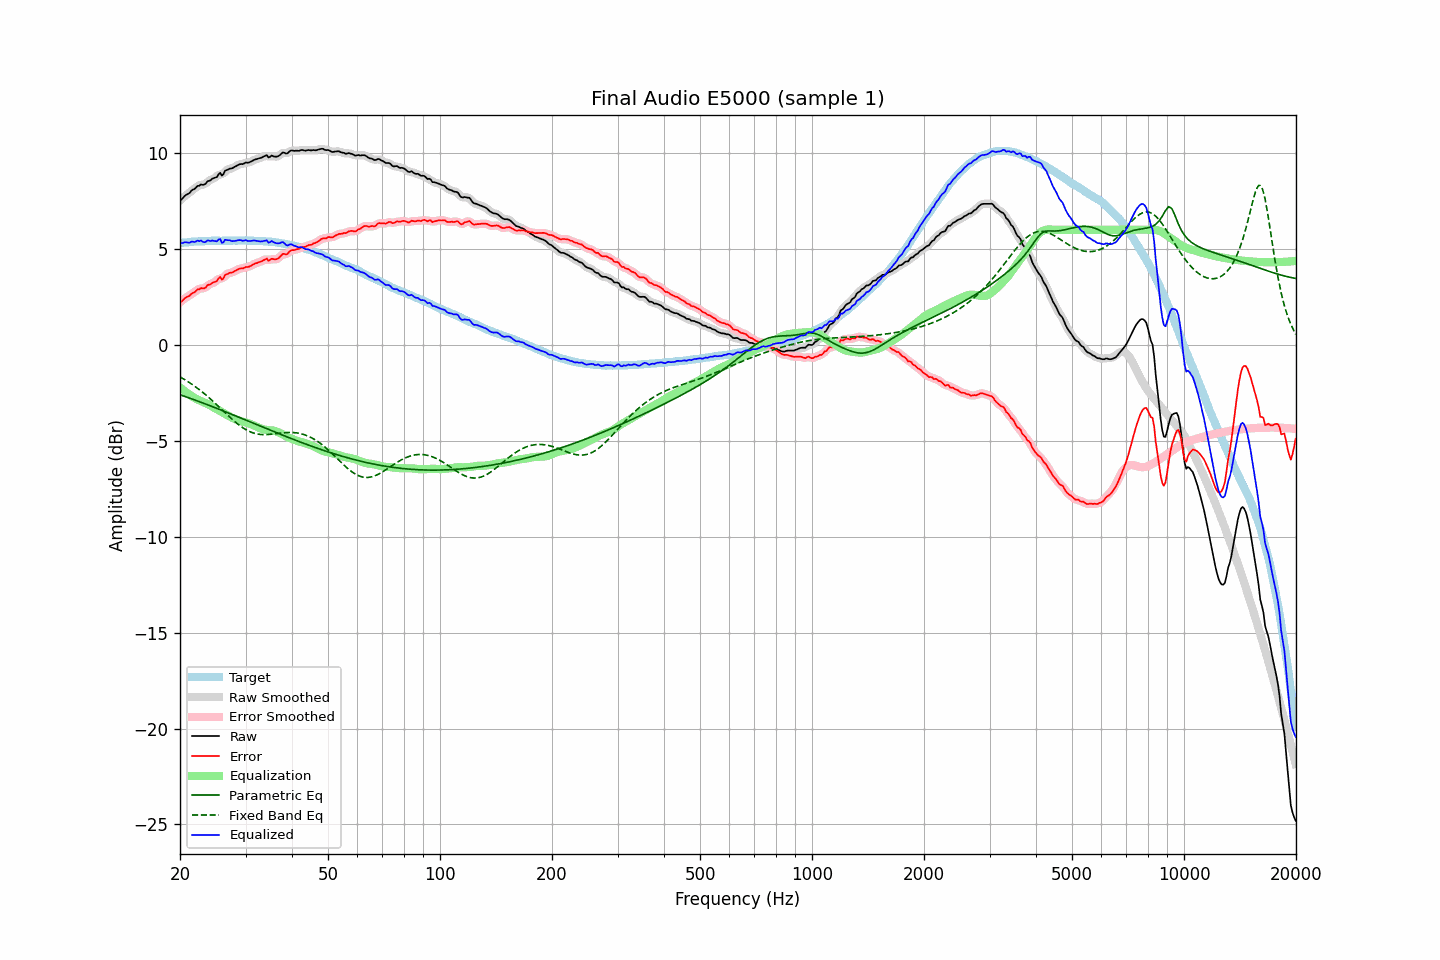 Final Audio E5000 (sample 1)
Amplitude (dBr)
10
5
0
−5
−10
−15
−20
−25
Target
Raw Smoothed
Error Smoothed
Raw
Error
Equalization
Parametric Eq
Fixed Band Eq
Equalized
20 50 100 200 500 1000 2000 5000 10000 20000
Frequency (Hz)